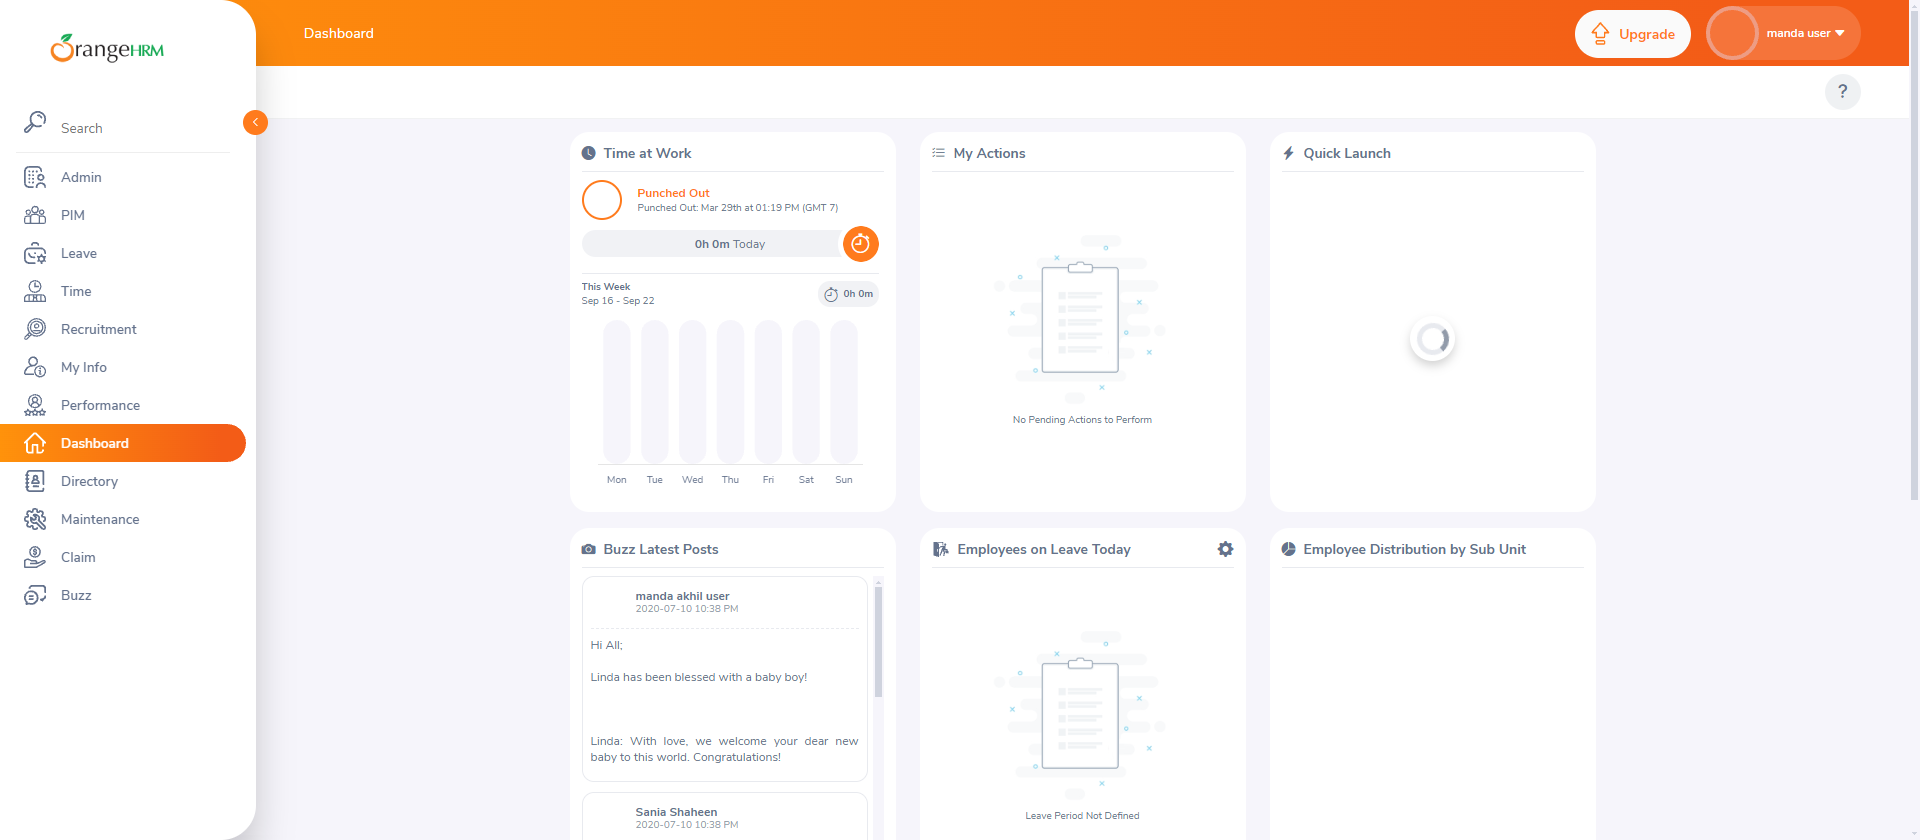 OrangeHRM
Search
Admin
PIM
Leave
Time
Recruitment
My Info
Performance
Dashboard
Directory
Maintenance
Claim
Buzz
Dashboard
Upgrade
manda user
?
Time at Work
Punched Out
Punched Out: Mar 29th at 01:19 PM (GMT 7)
0h 0m Today
This Week
Sep 16 - Sep 22
0h 0m
Mon Tue Wed Thu Fri Sat Sun
My Actions
No Pending Actions to Perform
Quick Launch
Buzz Latest Posts
manda akhil user
2020-07-10 10:38 PM
Hi All;
Linda has been blessed with a baby boy!
Linda: With love, we welcome your dear new
baby to this world. Congratulations!
Sania Shaheen
2020-07-10 10:38 PM
Employees on Leave Today
Leave Period Not Defined
Employee Distribution by Sub Unit